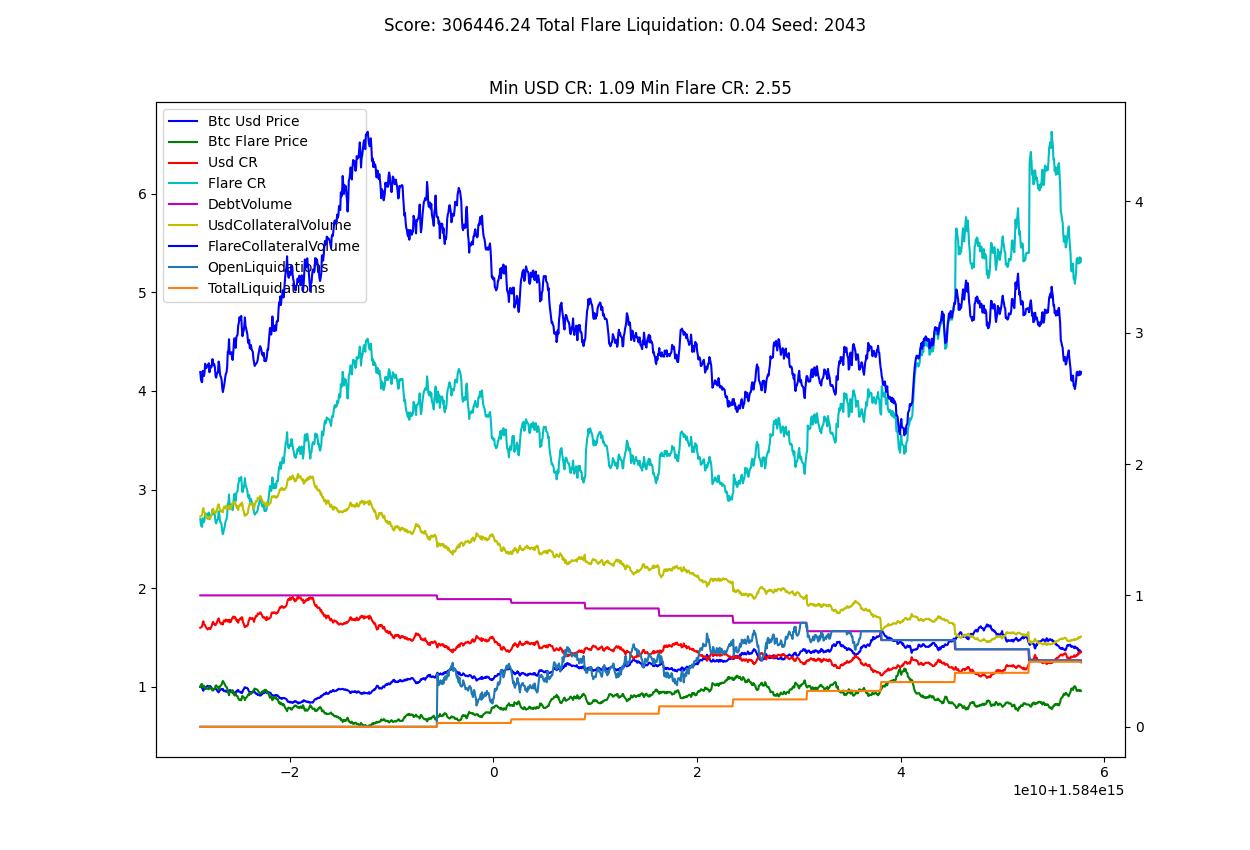 Score: 306446.24 Total Flare Liquidation: 0.04 Seed: 2043
Min USD CR: 1.09 Min Flare CR: 2.55
Btc Usd Price
Btc Flare Price
Usd CR
Flare CR
DebtVolume
UsdCollateralVolume
FlareCollateralVolume
OpenLiquidations
TotalLiquidations
6
5
4
3
2
1
4
3
2
1
0
−2
0
2
4
6
1e10+1.584e15